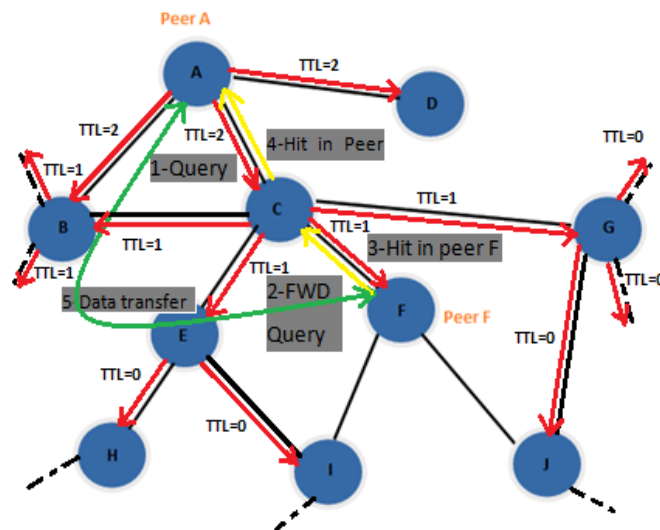 Peer A
A
TTL=2
D
TTL=2
TTL=2
4-Hit in Peer
1-Query
TTL=0
TTL=1
B
C
TTL=1
G
TTL=1
TTL=1
3-Hit in peer F
TTL=1
TTL=1
2-FWD
Query
TTL=0
5-Data transfer
F
Peer F
E
TTL=0
TTL=0
TTL=0
H
I
J